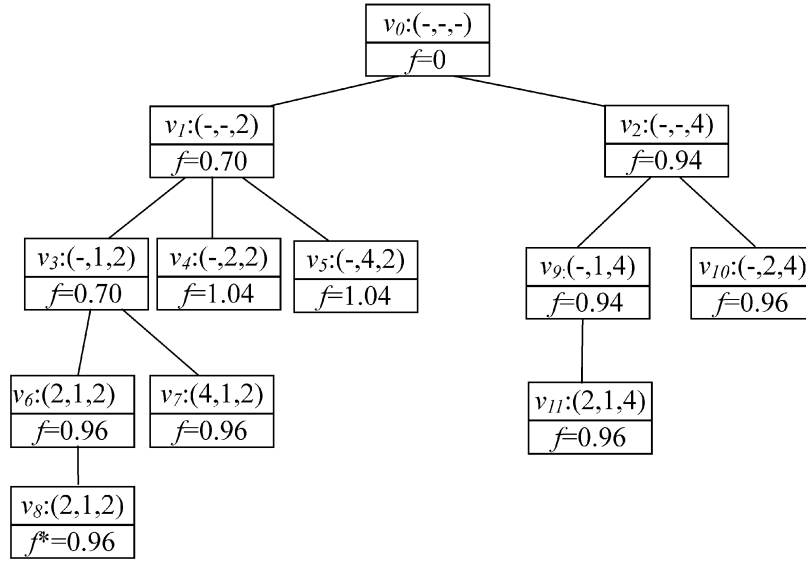 v0:(-,-,-)
f=0
v1:(-,-,2)
f=0.70
v2:(-,-,4)
f=0.94
v3:(-,1,2)
f=0.70
v4:(-,2,2)
f=1.04
v5:(-,4,2)
f=1.04
v9:(-,1,4)
f=0.94
v10:(-,2,4)
f=0.96
v6:(2,1,2)
f=0.96
v7:(4,1,2)
f=0.96
v11:(2,1,4)
f=0.96
v8:(2,1,2)
f*=0.96